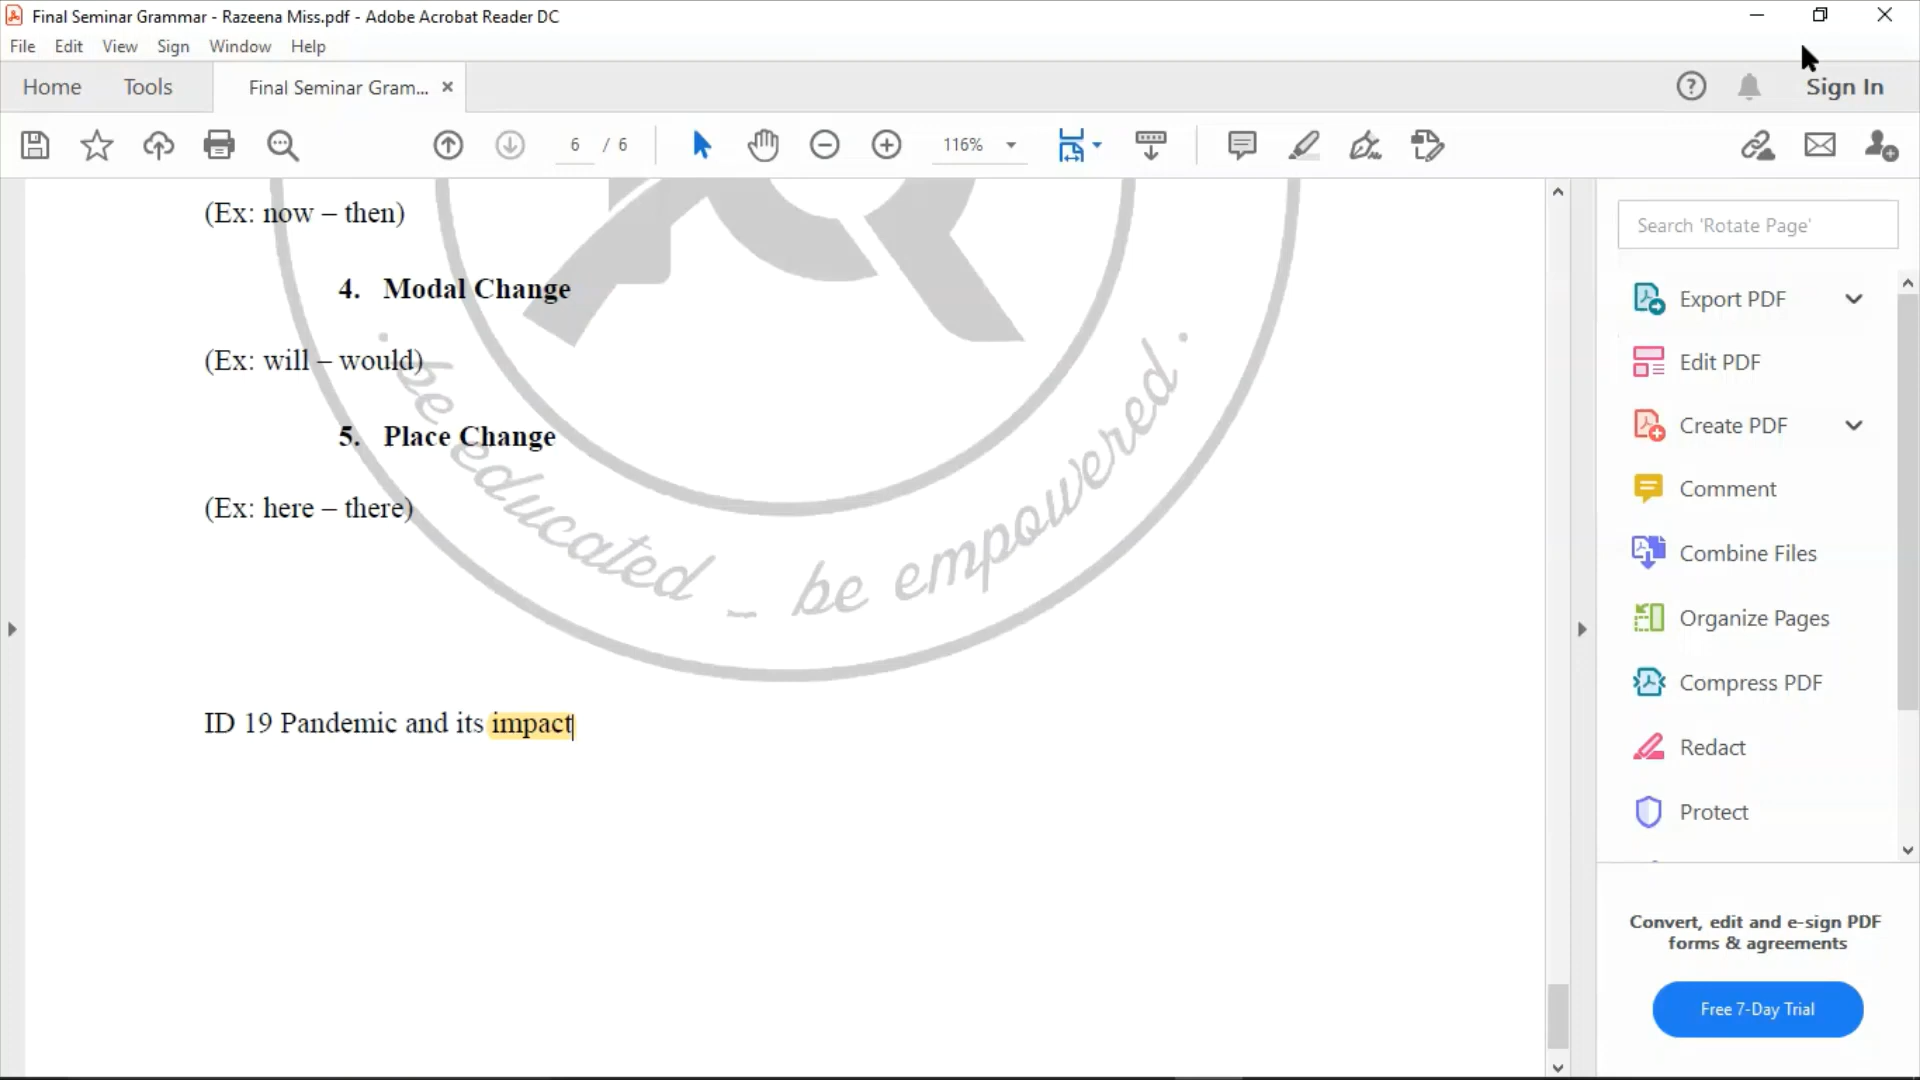 Final Seminar Grammar - Razeena Miss.pdf - Adobe Acrobat Reader DC
File Edit View Sign Window Help
Home Tools Final Seminar Gram... Sign In
6 / 6 116%
(Ex: now – then)
4. Modal Change
(Ex: will – would)
5. Place Change
(Ex: here – there)
be educated - be empowered
ID 19 Pandemic and its impact
Search 'Rotate Page'
Export PDF
Edit PDF
Create PDF
Comment
Combine Files
Organize Pages
Compress PDF
Redact
Protect
Convert, edit and e-sign PDF
forms & agreements
Free 7-Day Trial